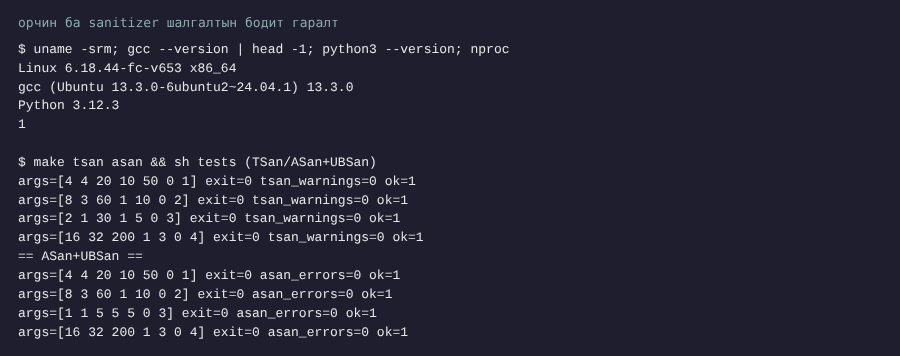 орчин ба sanitizer шалгалтын бодит гаралт
$ uname -srm; gcc --version | head -1; python3 --version; nproc
Linux 6.18.44-fc-v653 x86_64
gcc (Ubuntu 13.3.0-6ubuntu2~24.04.1) 13.3.0
Python 3.12.3
1
$ make tsan asan && sh tests (TSan/ASan+UBSan)
args=[4 4 20 10 50 0 1] exit=0 tsan_warnings=0 ok=1
args=[8 3 60 1 10 0 2] exit=0 tsan_warnings=0 ok=1
args=[2 1 30 1 5 0 3] exit=0 tsan_warnings=0 ok=1
args=[16 32 200 1 3 0 4] exit=0 tsan_warnings=0 ok=1
== ASan+UBSan ==
args=[4 4 20 10 50 0 1] exit=0 asan_errors=0 ok=1
args=[8 3 60 1 10 0 2] exit=0 asan_errors=0 ok=1
args=[1 1 5 5 5 0 3] exit=0 asan_errors=0 ok=1
args=[16 32 200 1 3 0 4] exit=0 asan_errors=0 ok=1